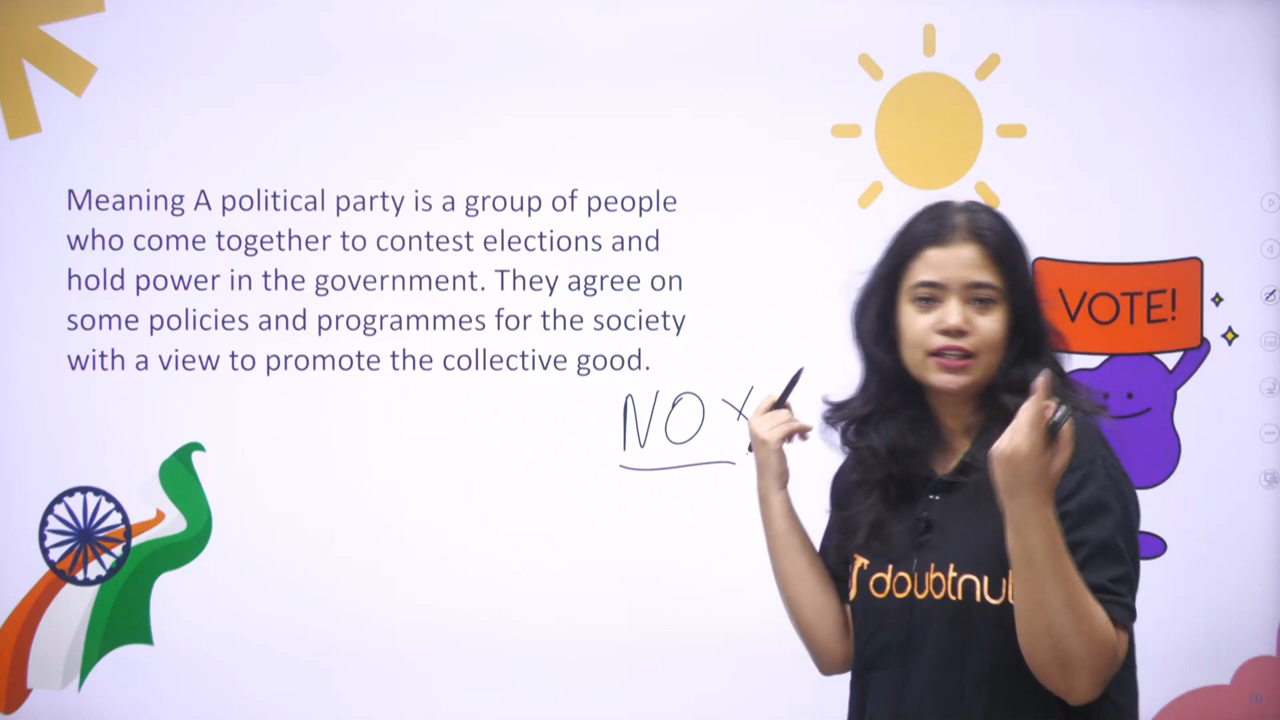 Meaning A political party is a group of people
who come together to contest elections and
hold power in the government. They agree on
some policies and programmes for the society
with a view to promote the collective good.
NO X
VOTE!
doubtnut